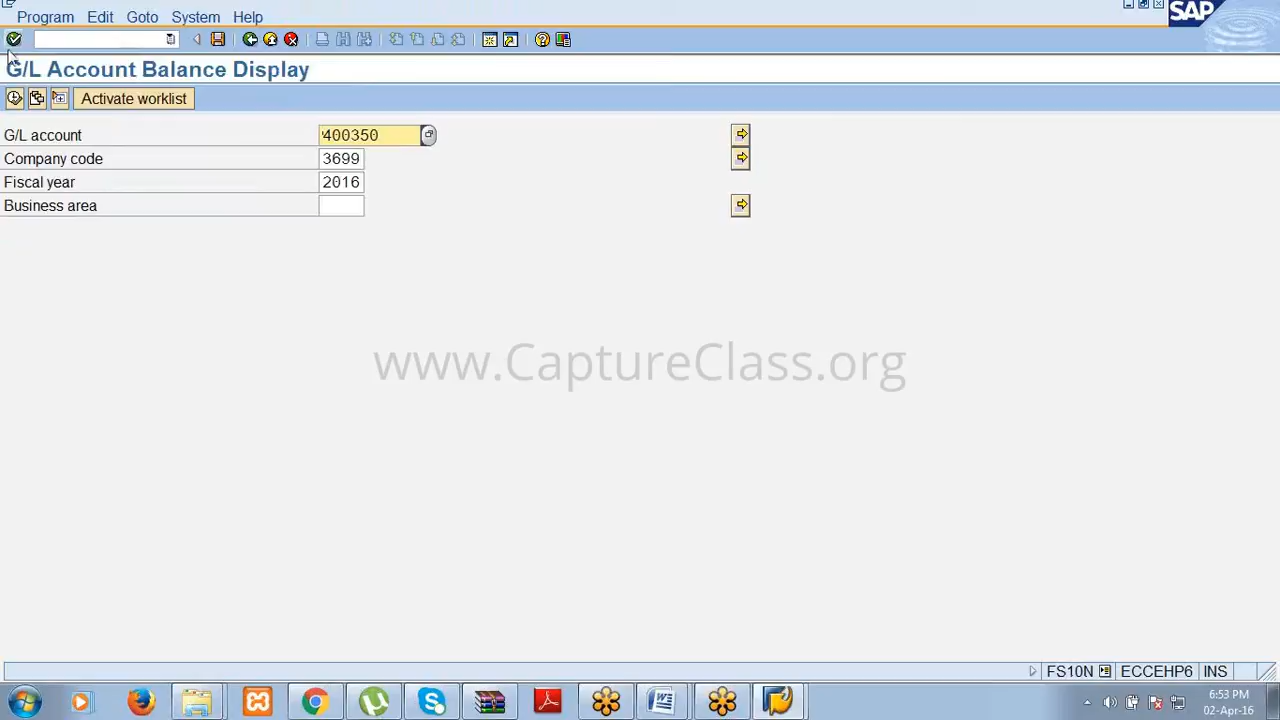 Program Edit Goto System Help
SAP
G/L Account Balance Display
Activate worklist
G/L account 400350
Company code 3699
Fiscal year 2016
Business area
www.CaptureClass.org
FS10N ECCEHP6 INS
6:53 PM
02-Apr-16